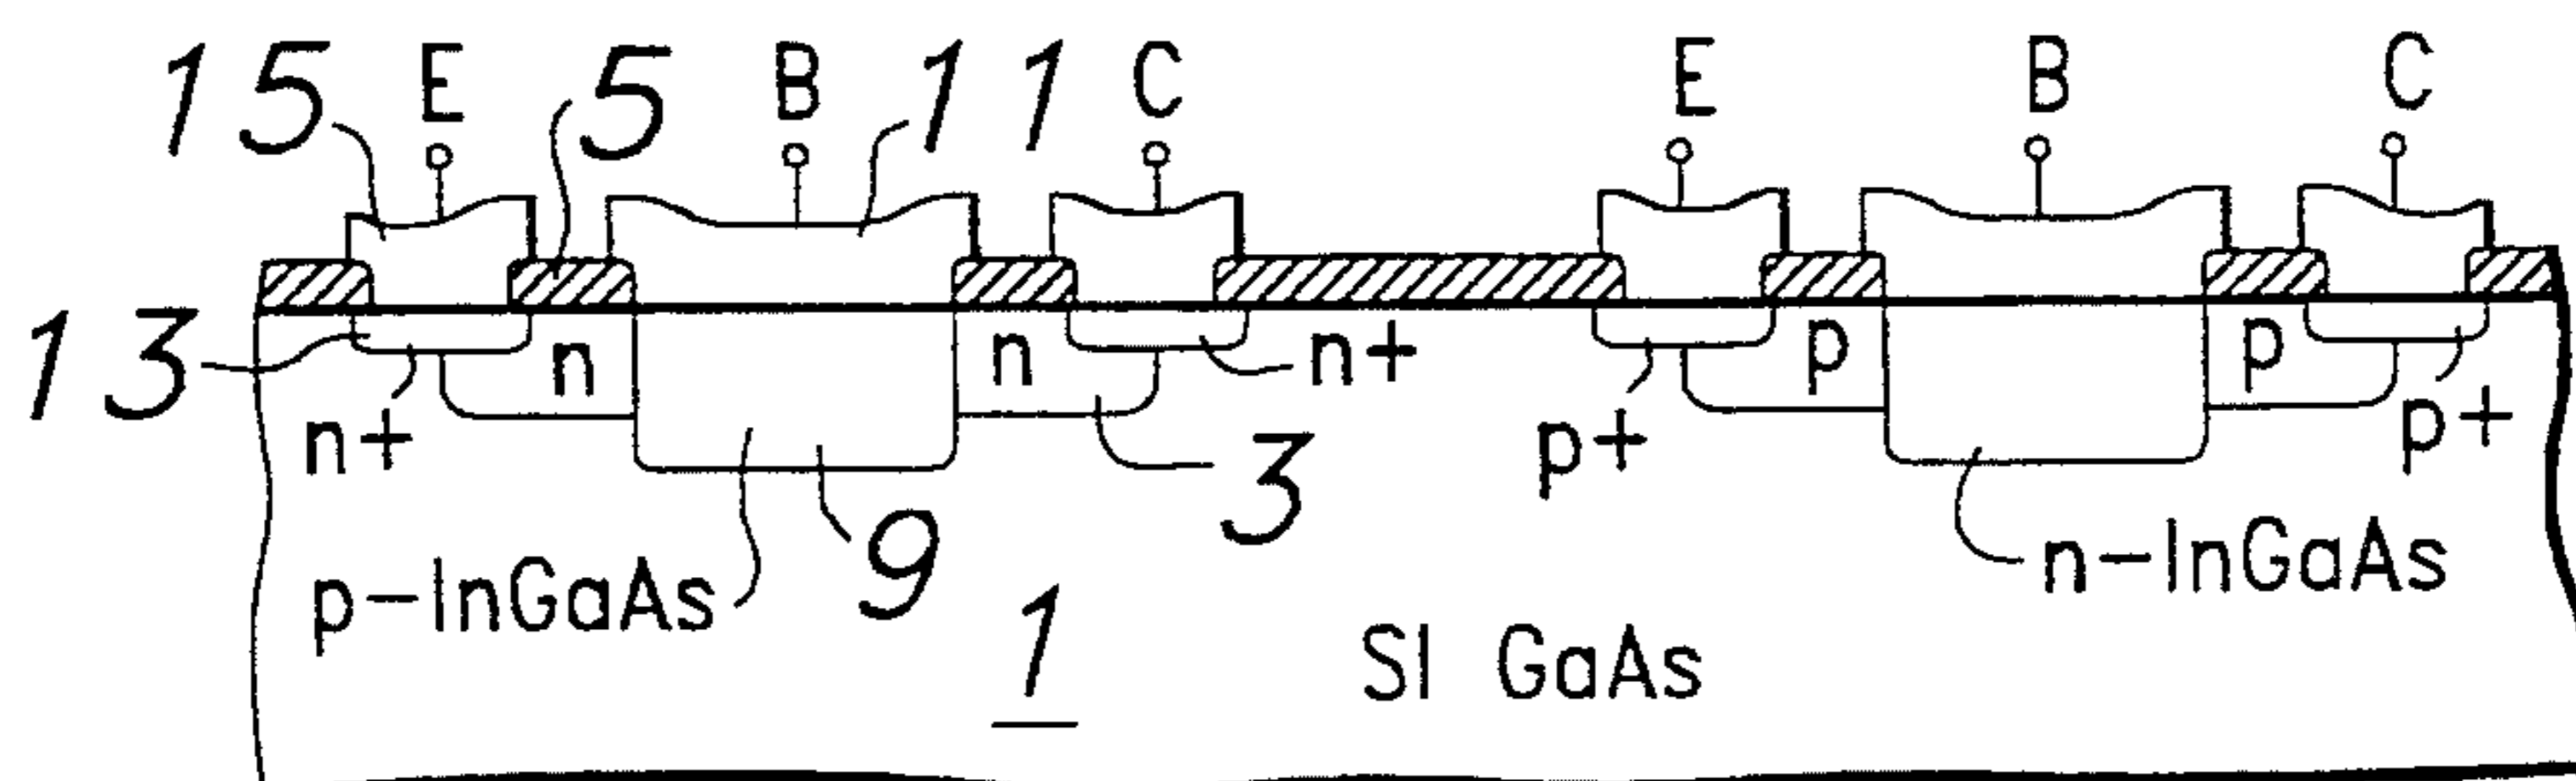 15 E 5 B 11 C E B C
13 n n n+ p p
n+ 3 p+ p+
p-InGaAs 9 n-InGaAs
1 SI GaAs